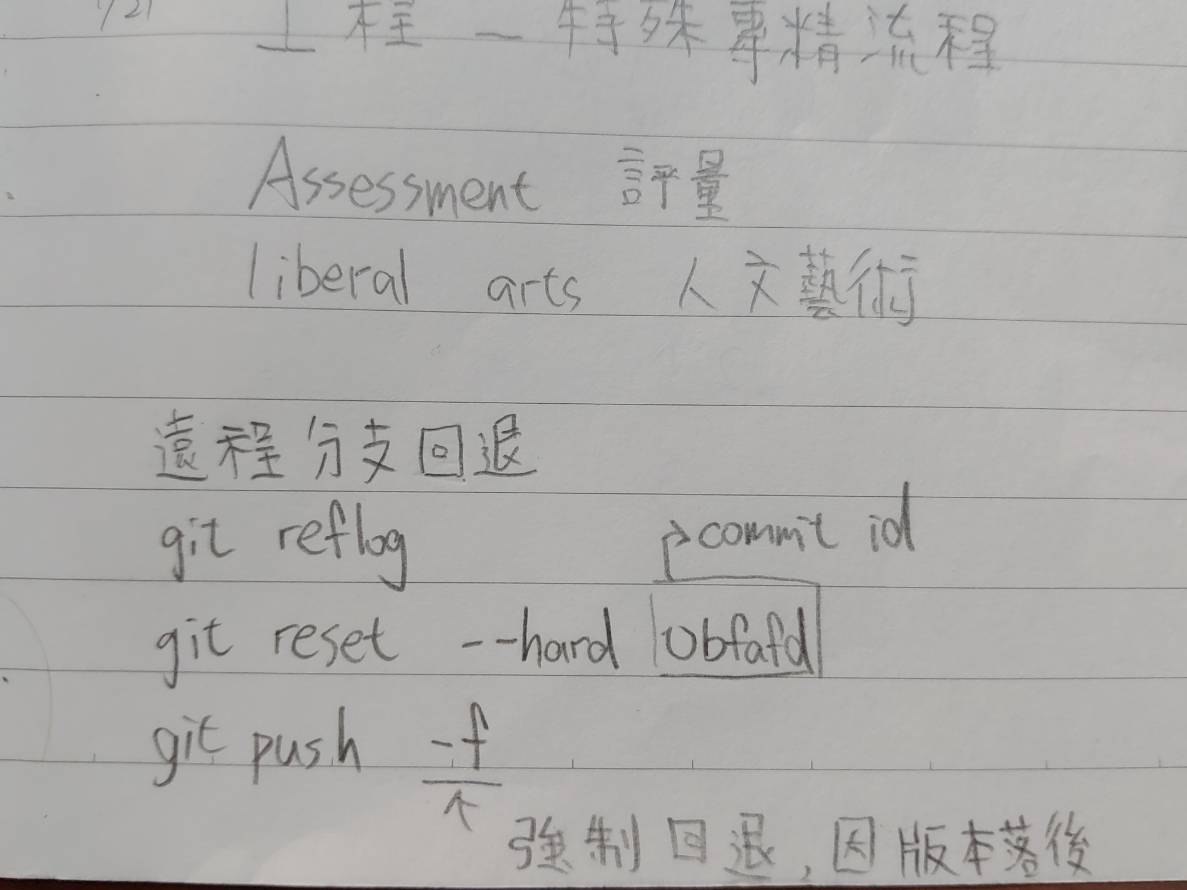 工程 — 特殊專精流程
Assessment 評量
liberal arts 人文藝術
遠程分支回退
git reflog
commit id
git reset --hard 0bfafd
git push -f
強制回退,因版本落後